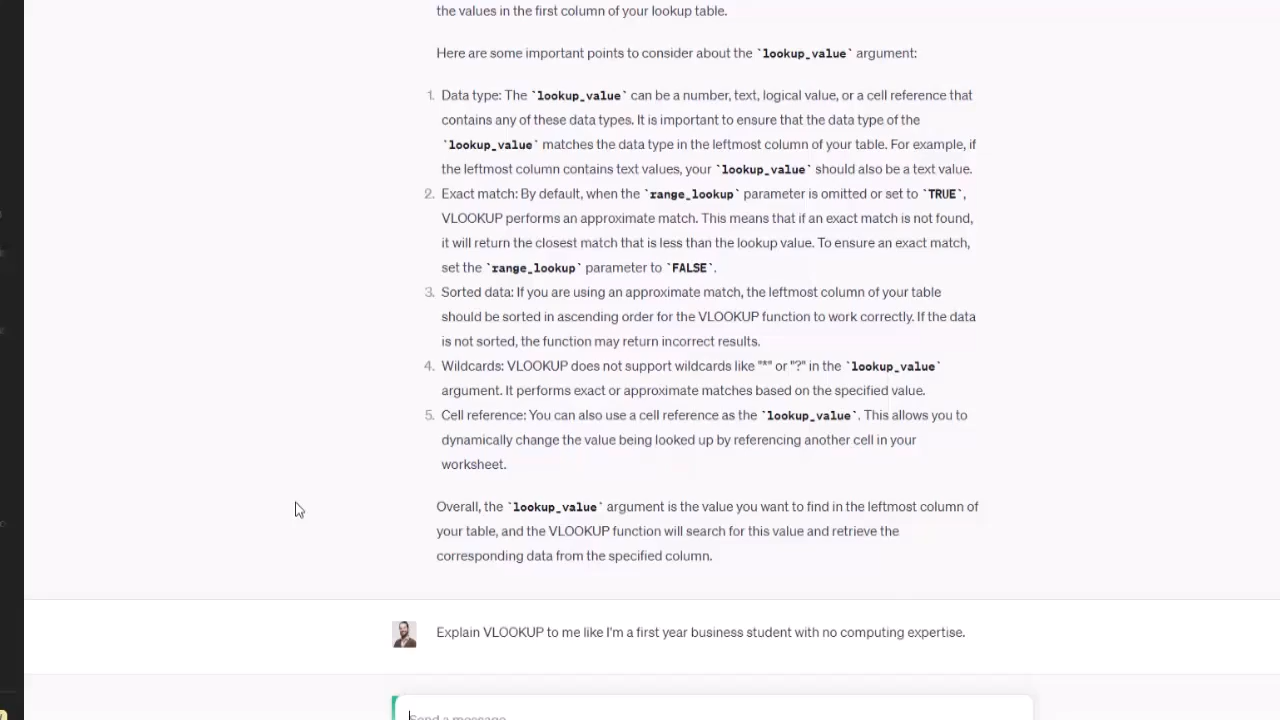 the values in the first column of your lookup table.
Here are some important points to consider about the `lookup_value` argument:
1. Data type: The `lookup_value` can be a number, text, logical value, or a cell reference that
contains any of these data types. It is important to ensure that the data type of the
`lookup_value` matches the data type in the leftmost column of your table. For example, if
the leftmost column contains text values, your `lookup_value` should also be a text value.
2. Exact match: By default, when the `range_lookup` parameter is omitted or set to `TRUE`,
VLOOKUP performs an approximate match. This means that if an exact match is not found,
it will return the closest match that is less than the lookup value. To ensure an exact match,
set the `range_lookup` parameter to `FALSE`.
3. Sorted data: If you are using an approximate match, the leftmost column of your table
should be sorted in ascending order for the VLOOKUP function to work correctly. If the data
is not sorted, the function may return incorrect results.
4. Wildcards: VLOOKUP does not support wildcards like "*" or "?" in the `lookup_value`
argument. It performs exact or approximate matches based on the specified value.
5. Cell reference: You can also use a cell reference as the `lookup_value`. This allows you to
dynamically change the value being looked up by referencing another cell in your
worksheet.
Overall, the `lookup_value` argument is the value you want to find in the leftmost column of
your table, and the VLOOKUP function will search for this value and retrieve the
corresponding data from the specified column.
Explain VLOOKUP to me like I'm a first year business student with no computing expertise.
Send a message